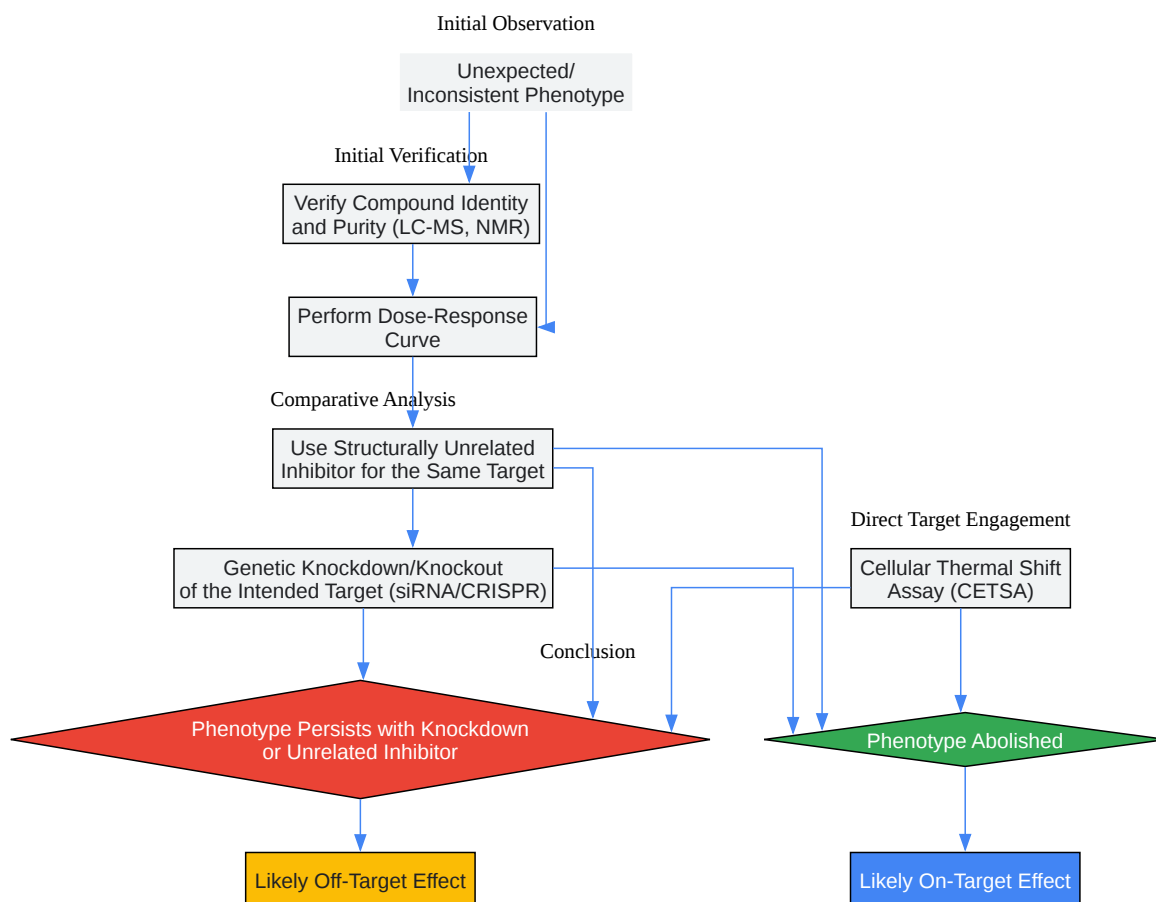 Initial Observation
Unexpected/
Inconsistent Phenotype
Initial Verification
Verify Compound Identity
and Purity (LC-MS, NMR)
Perform Dose-Response
Curve
Comparative Analysis
Use Structurally Unrelated
Inhibitor for the Same Target
Direct Target Engagement
Genetic Knockdown/Knockout
of the Intended Target (siRNA/CRISPR)
Cellular Thermal Shift
Assay (CETSA)
Conclusion
Phenotype Persists with Knockdown
or Unrelated Inhibitor
Phenotype Abolished
Likely Off-Target Effect
Likely On-Target Effect